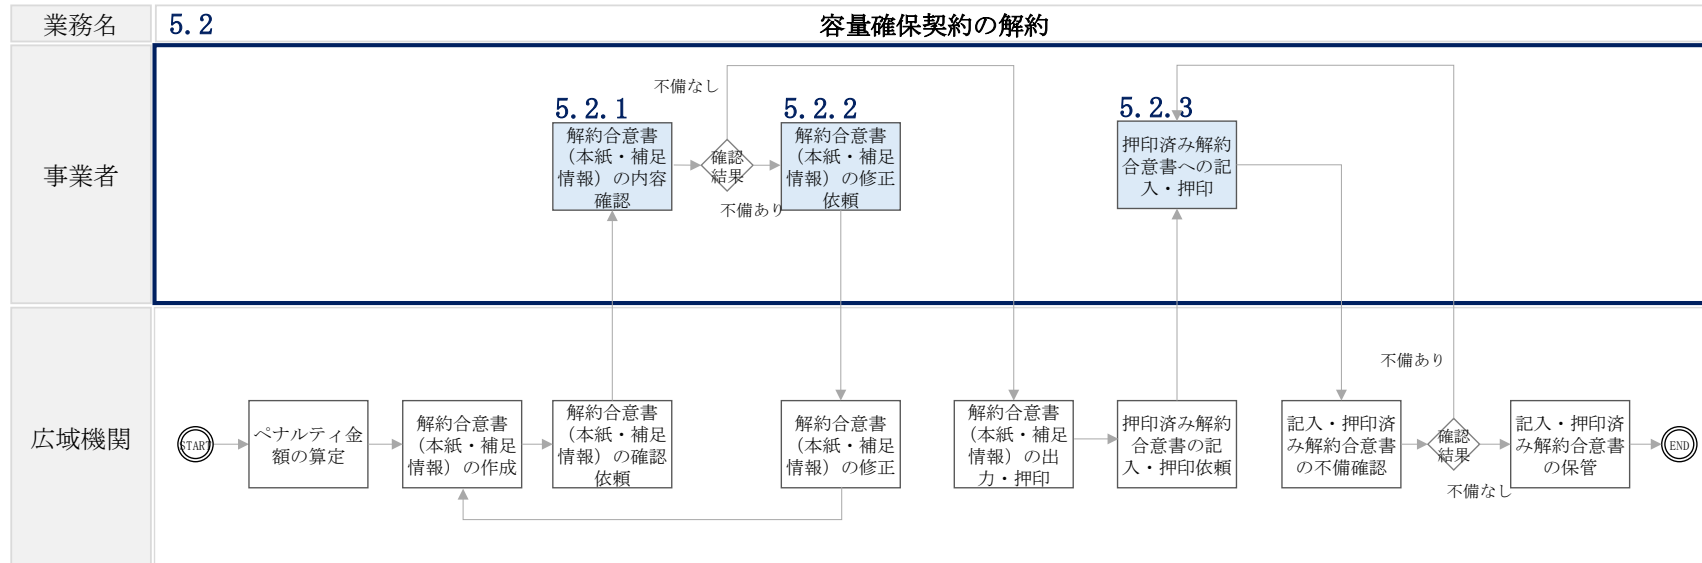 業務名
5.2
容量確保契約の解約
事業者
不備なし
5.2.1
解約合意書
（本紙・補足
情報）の内容
確認
確認
結果
不備あり
5.2.2
解約合意書
（本紙・補足
情報）の修正
依頼
5.2.3
押印済み解約
合意書への記
入・押印
広域機関
START
ペナルティ金
額の算定
解約合意書
（本紙・補足
情報）の作成
解約合意書
（本紙・補足
情報）の確認
依頼
解約合意書
（本紙・補足
情報）の修正
解約合意書
（本紙・補足
情報）の出
力・押印
押印済み解約
合意書の記
入・押印依頼
記入・押印済
み解約合意書
の不備確認
不備あり
確認
結果
不備なし
記入・押印済
み解約合意書
の保管
END